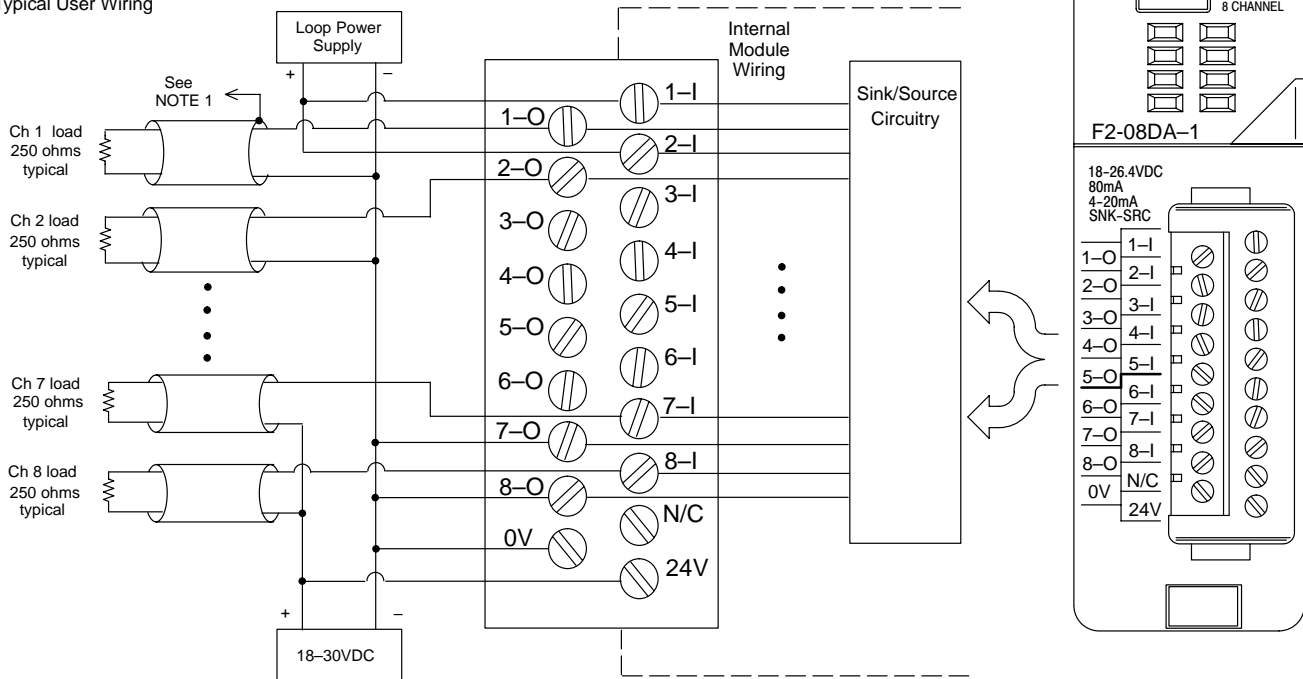 Typical User Wiring
Loop Power
Supply
+
–
See
NOTE 1
Ch 1 load
250 ohms
typical
Ch 2 load
250 ohms
typical
Ch 7 load
250 ohms
typical
Ch 8 load
250 ohms
typical
+
–
18–30VDC
Internal
Module
Wiring
1–I
1–O
2–I
2–O
3–I
3–O
4–I
4–O
5–I
5–O
6–I
6–O
7–I
7–O
8–I
8–O
N/C
0V
24V
Sink/Source
Circuitry
8 CHANNEL
F2-08DA–1
18-26.4VDC
80mA
4-20mA
SNK-SRC
1–I
1–O
2–I
2–O
3–I
3–O
4–I
4–O
5–I
5–O
6–I
6–O
7–I
7–O
8–I
8–O
N/C
0V
24V